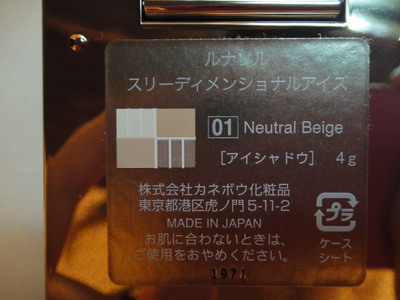 ルナソル
スリーディメンショナルアイズ
01 Neutral Beige
[アイシャドウ] 4g
株式会社カネボウ化粧品
東京都港区虎ノ門5-11-2
MADE IN JAPAN
お肌に合わないときは、
ご使用をおやめください。
プラ
ケース
シート
1971